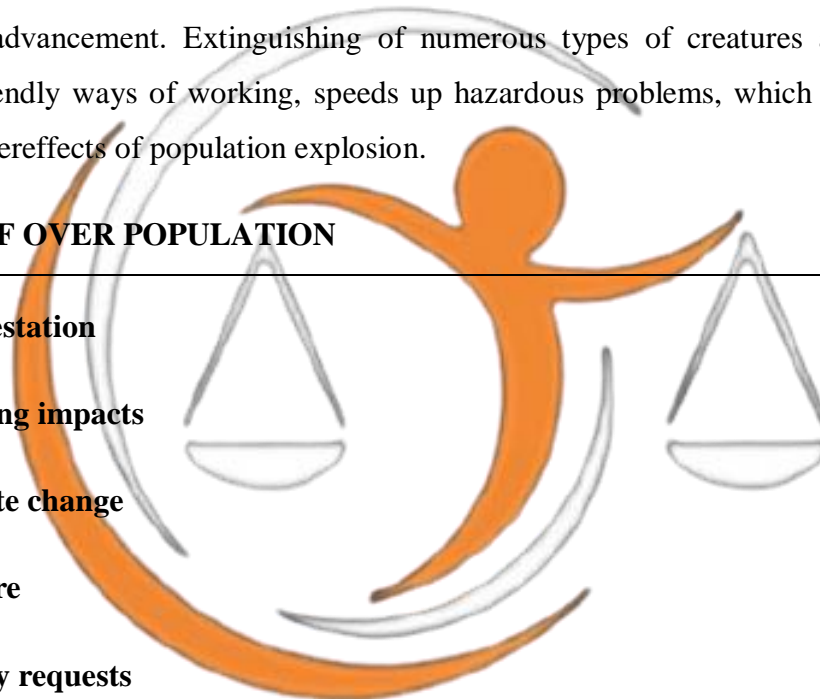 advancement. Extinguishing of numerous types of creatures
endly ways of working, speeds up hazardous problems, which
ereffects of population explosion.
F OVER POPULATION
estation
ng impacts
te change
re
y requests